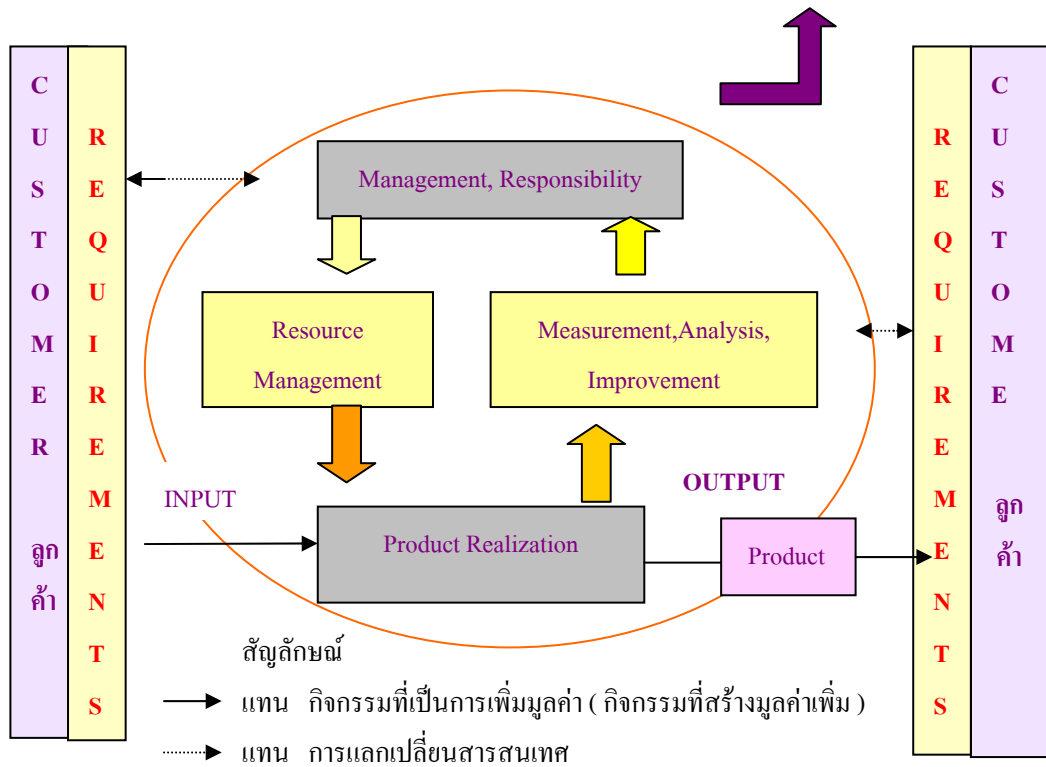 CUSTOMER
ลูก
ค้า
REQUIREMENTS
Management, Responsibility
Resource
Management
Measurement,Analysis,
Improvement
INPUT
OUTPUT
Product Realization
Product
REQUIREMENTS
CUSTOME
ลูก
ค้า
สัญลักษณ์
แทน กิจกรรมที่เป็นการเพิ่มมูลค่า ( กิจกรรมที่สร้างมูลค่าเพิ่ม )
แทน การแลกเปลี่ยนสารสนเทศ